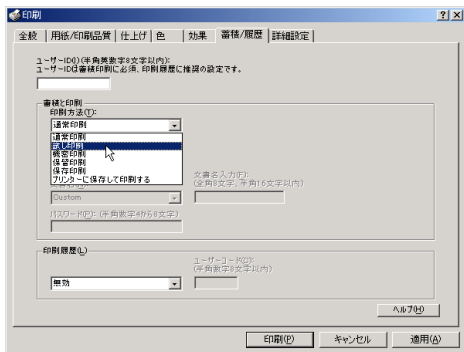 印刷
全般 用紙/印刷品質 仕上げ 色 効果 蓄積/履歴 詳細設定
ユーザーID(I)(半角英数字8文字以内):
ユーザーIDは蓄積印刷に必須、印刷履歴に推奨の設定です。
蓄積と印刷
印刷方法(T):
通常印刷
通常印刷
試し印刷
機密印刷
保留印刷
保存印刷
プリンターに保存して印刷する
文書名入力(F):
(全角8文字、半角16文字以内)
Custom
パスワード(P): (半角数字4から8文字)
印刷履歴(L)
ユーザーコード(O):
(半角数字8文字以内)
無効
ヘルプ(H)
印刷(P) キャンセル 適用(A)